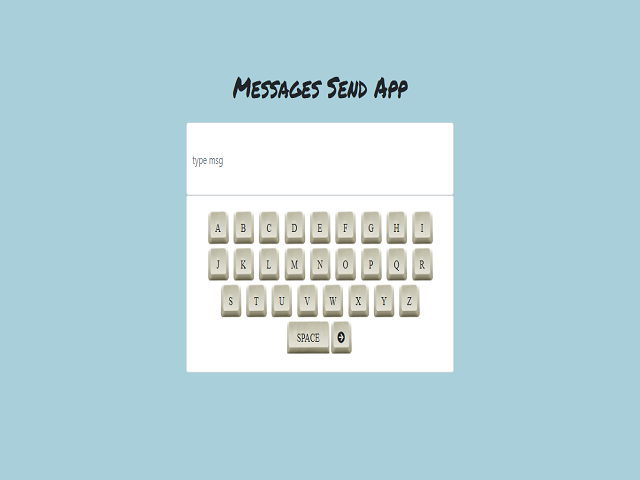 Messages Send App
type msg
A B C D E F G H I
J K L M N O P Q R
S T U V W X Y Z
SPACE